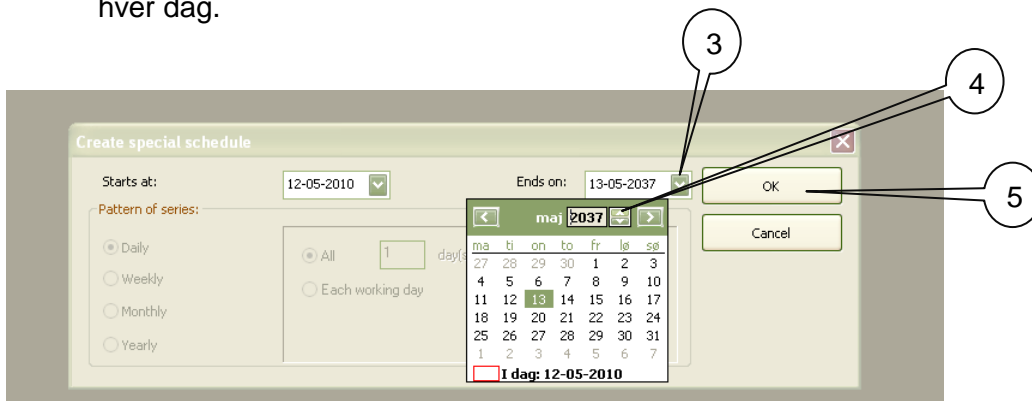 hver dag.
3
4
Create special schedule
Starts at:
12-05-2010
Ends on:
13-05-2037
OK
5
Pattern of series:
maj 2037
Cancel
Daily
All
1
day(s
ma ti on to fr lø sø
27 28 29 30 1 2 3
Weekly
Each working day
4 5 6 7 8 9 10
11 12 13 14 15 16 17
Monthly
18 19 20 21 22 23 24
25 26 27 28 29 30 31
Yearly
1 2 3 4 5 6 7
I dag: 12-05-2010